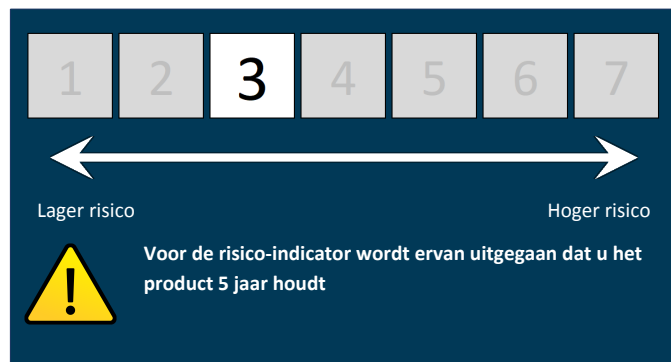 1 2 3 4 5 6 7
Lager risico Hoger risico
Voor de risico-indicator wordt ervan uitgegaan dat u het
product 5 jaar houdt